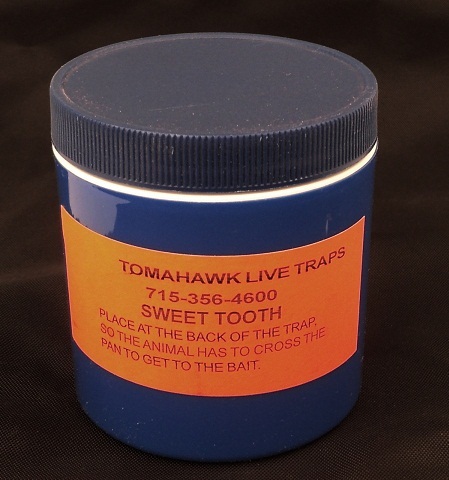 TOMAHAWK LIVE TRAPS
715-356-4600
SWEET TOOTH
PLACE AT THE BACK OF THE TRAP,
SO THE ANIMAL HAS TO CROSS THE
PAN TO GET TO THE BAIT.